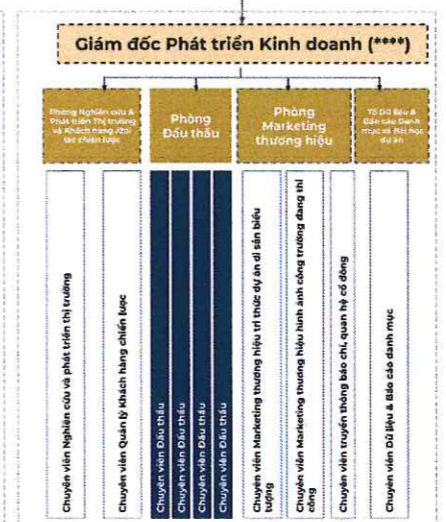 Giám đốc Phát triển Kinh doanh (****)
Phòng Nghiên cứu &
Phát triển Thị trường
và Khách hàng /Đối
tác chiến lược
Phòng
Đấu thầu
Phòng
Marketing
thương hiệu
Tổ Dữ liệu &
Báo cáo Danh
mục và Bài học
dự án
Chuyên viên Nghiên cứu và phát triển thị trường
Chuyên viên Quản lý Khách hàng chiến lược
Chuyên viên Đấu thầu
Chuyên viên Đấu thầu
Chuyên viên Đấu thầu
Chuyên viên Đấu thầu
Chuyên viên Marketing thương hiệu tri thức dự án di sản biểu
tượng
Chuyên viên Marketing thương hiệu hình ảnh công trường đang thi
công
Chuyên viên truyền thông báo chí, quan hệ cổ đông
Chuyên viên Dữ liệu & Báo cáo danh mục